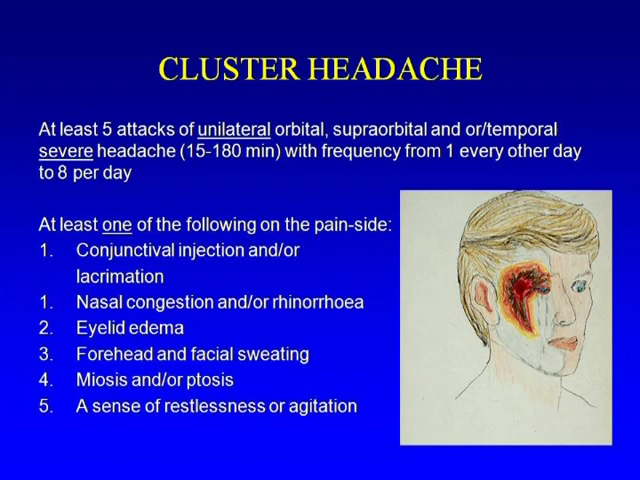 CLUSTER HEADACHE
At least 5 attacks of unilateral orbital, supraorbital and or/temporal
severe headache (15-180 min) with frequency from 1 every other day
to 8 per day
At least one of the following on the pain-side:
1. Conjunctival injection and/or
lacrimation
1. Nasal congestion and/or rhinorrhoea
2. Eyelid edema
3. Forehead and facial sweating
4. Miosis and/or ptosis
5. A sense of restlessness or agitation